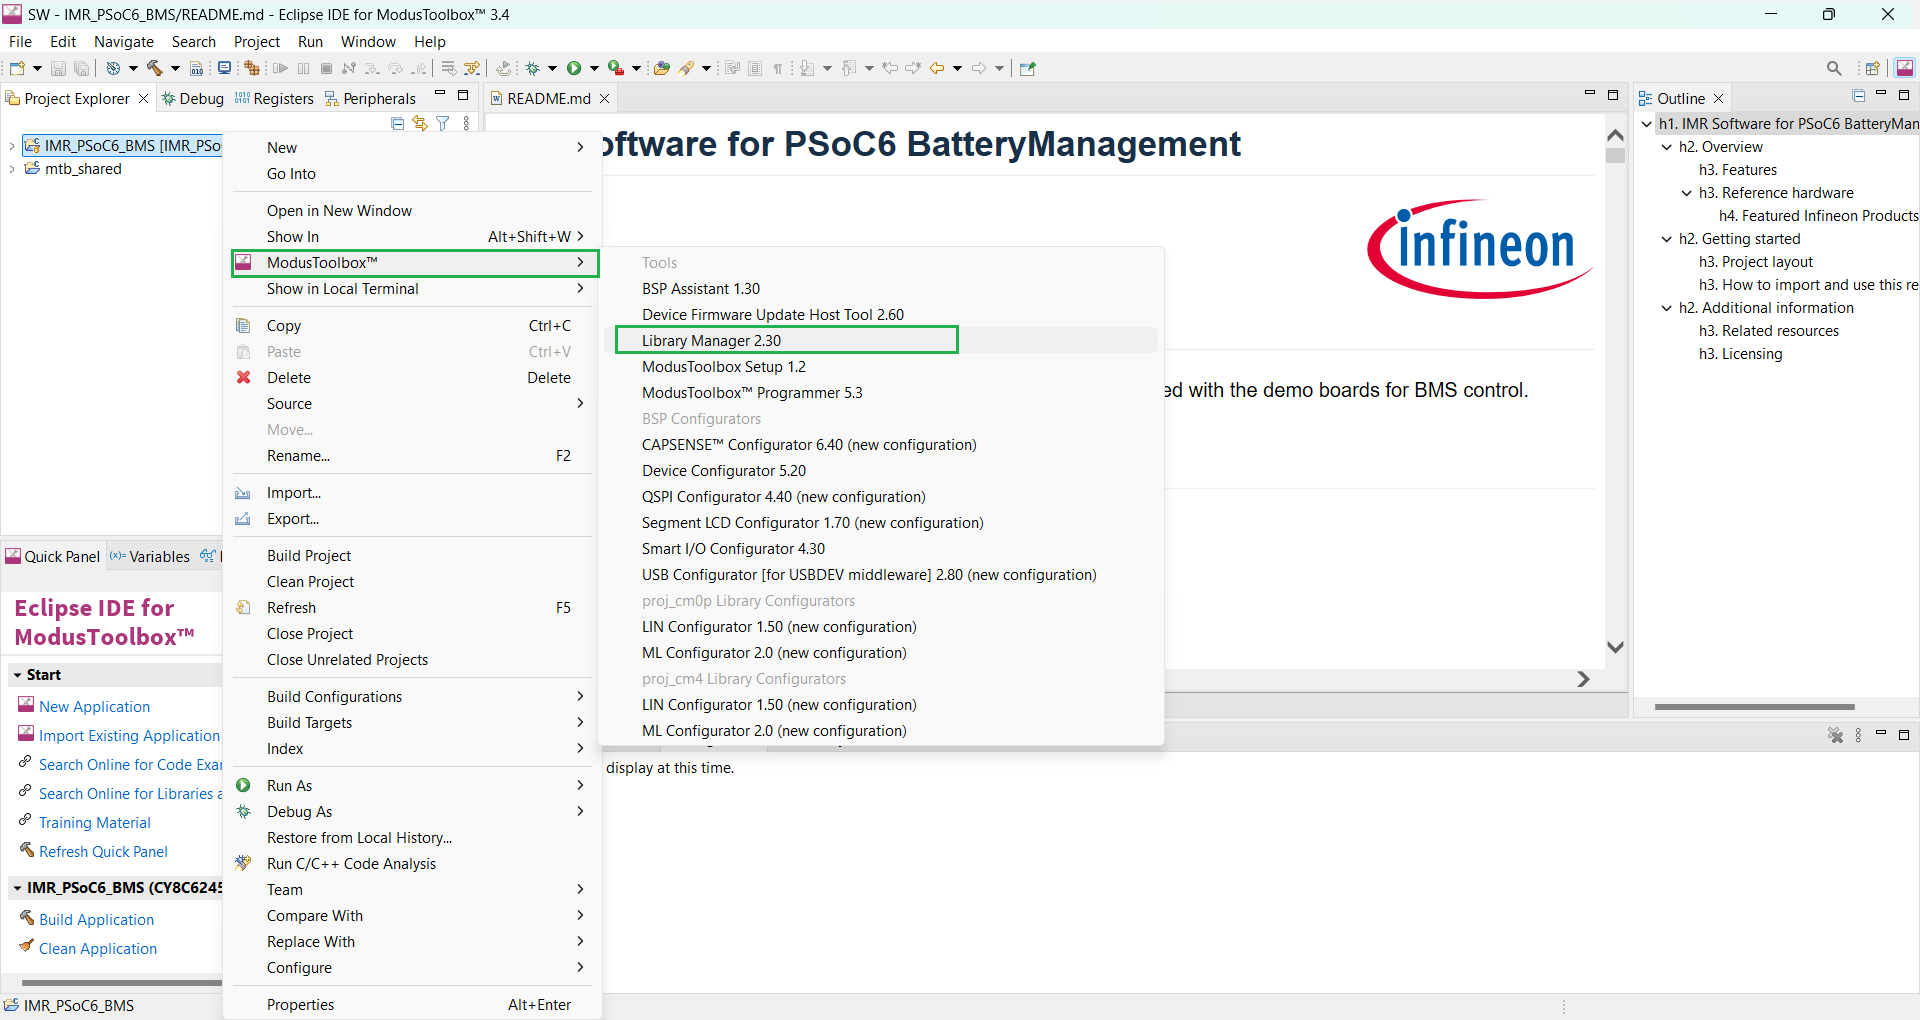 SW - IMR_PSoC6_BMS/README.md - Eclipse IDE for ModusToolbox™ 3.4
File Edit Navigate Search Project Run Window Help
Project Explorer Debug Registers Peripherals
README.md
Outline
IMR_PSoC6_BMS [IMR_PSo
mtb_shared
New
Go Into
Open in New Window
Show In Alt+Shift+W
ModusToolbox™
Show in Local Terminal
Copy Ctrl+C
Paste Ctrl+V
Delete Delete
Source
Move...
Rename... F2
Import...
Export...
Build Project
Clean Project
Refresh F5
Close Project
Close Unrelated Projects
Build Configurations
Build Targets
Index
Run As
Debug As
Restore from Local History...
Run C/C++ Code Analysis
Team
Compare With
Replace With
Configure
Properties Alt+Enter
Tools
BSP Assistant 1.30
Device Firmware Update Host Tool 2.60
Library Manager 2.30
ModusToolbox Setup 1.2
ModusToolbox™ Programmer 5.3
BSP Configurators
CAPSENSE™ Configurator 6.40 (new configuration)
Device Configurator 5.20
QSPI Configurator 4.40 (new configuration)
Segment LCD Configurator 1.70 (new configuration)
Smart I/O Configurator 4.30
USB Configurator [for USBDEV middleware] 2.80 (new configuration)
proj_cm0p Library Configurators
LIN Configurator 1.50 (new configuration)
ML Configurator 2.0 (new configuration)
proj_cm4 Library Configurators
LIN Configurator 1.50 (new configuration)
ML Configurator 2.0 (new configuration)
oftware for PSoC6 BatteryManagement
infineon
ed with the demo boards for BMS control.
display at this time.
h1. IMR Software for PSoC6 BatteryMan
h2. Overview
h3. Features
h3. Reference hardware
h4. Featured Infineon Products
h2. Getting started
h3. Project layout
h3. How to import and use this re
h2. Additional information
h3. Related resources
h3. Licensing
Quick Panel (x)= Variables
Eclipse IDE for
ModusToolbox™
Start
New Application
Import Existing Application
Search Online for Code Exa
Search Online for Libraries a
Training Material
Refresh Quick Panel
IMR_PSoC6_BMS (CY8C6245
Build Application
Clean Application
IMR_PSoC6_BMS